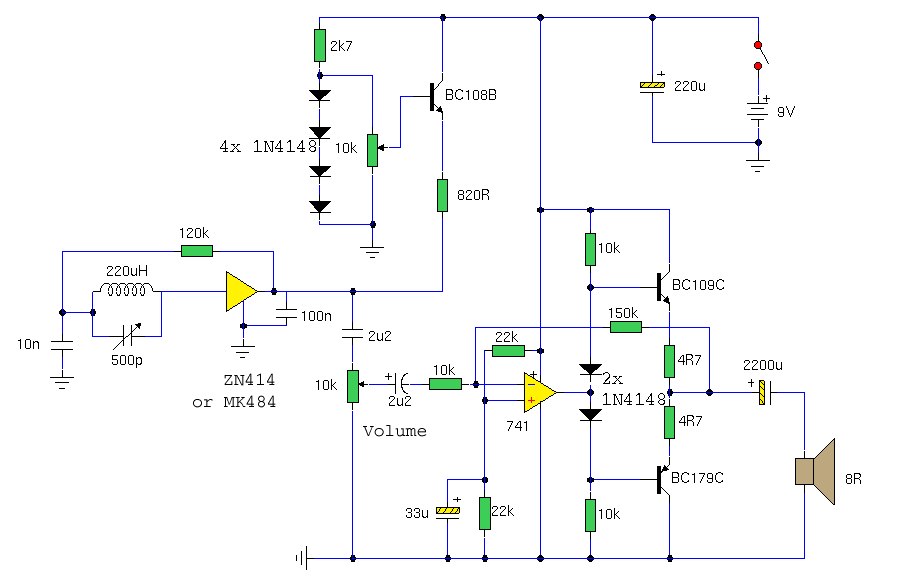 2k7
220u
9V
BC108B
4x 1N4148
10k
820R
120k
220uH
10k
BC109C
100n
150k
10n
500p
2u2
22k
4R7
2200u
ZN414
or MK484
10k
2u2
10k
2x
1N4148
741
4R7
Volume
BC179C
8R
33u
22k
10k